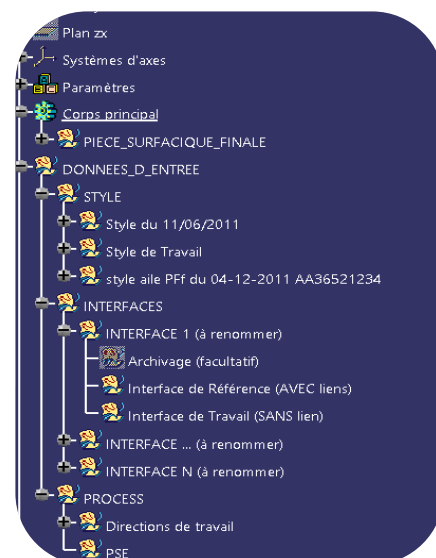 Plan zx
Systèmes d'axes
Paramètres
Corps principal
PIECE_SURFACIQUE_FINALE
DONNEES_D_ENTREE
STYLE
Style du 11/06/2011
Style de Travail
style aile PFf du 04-12-2011 AA36521234
INTERFACES
INTERFACE 1 (à renommer)
Archivage (facultatif)
Interface de Référence (AVEC liens)
Interface de Travail (SANS lien)
INTERFACE ... (à renommer)
INTERFACE N (à renommer)
PROCESS
Directions de travail
PSE